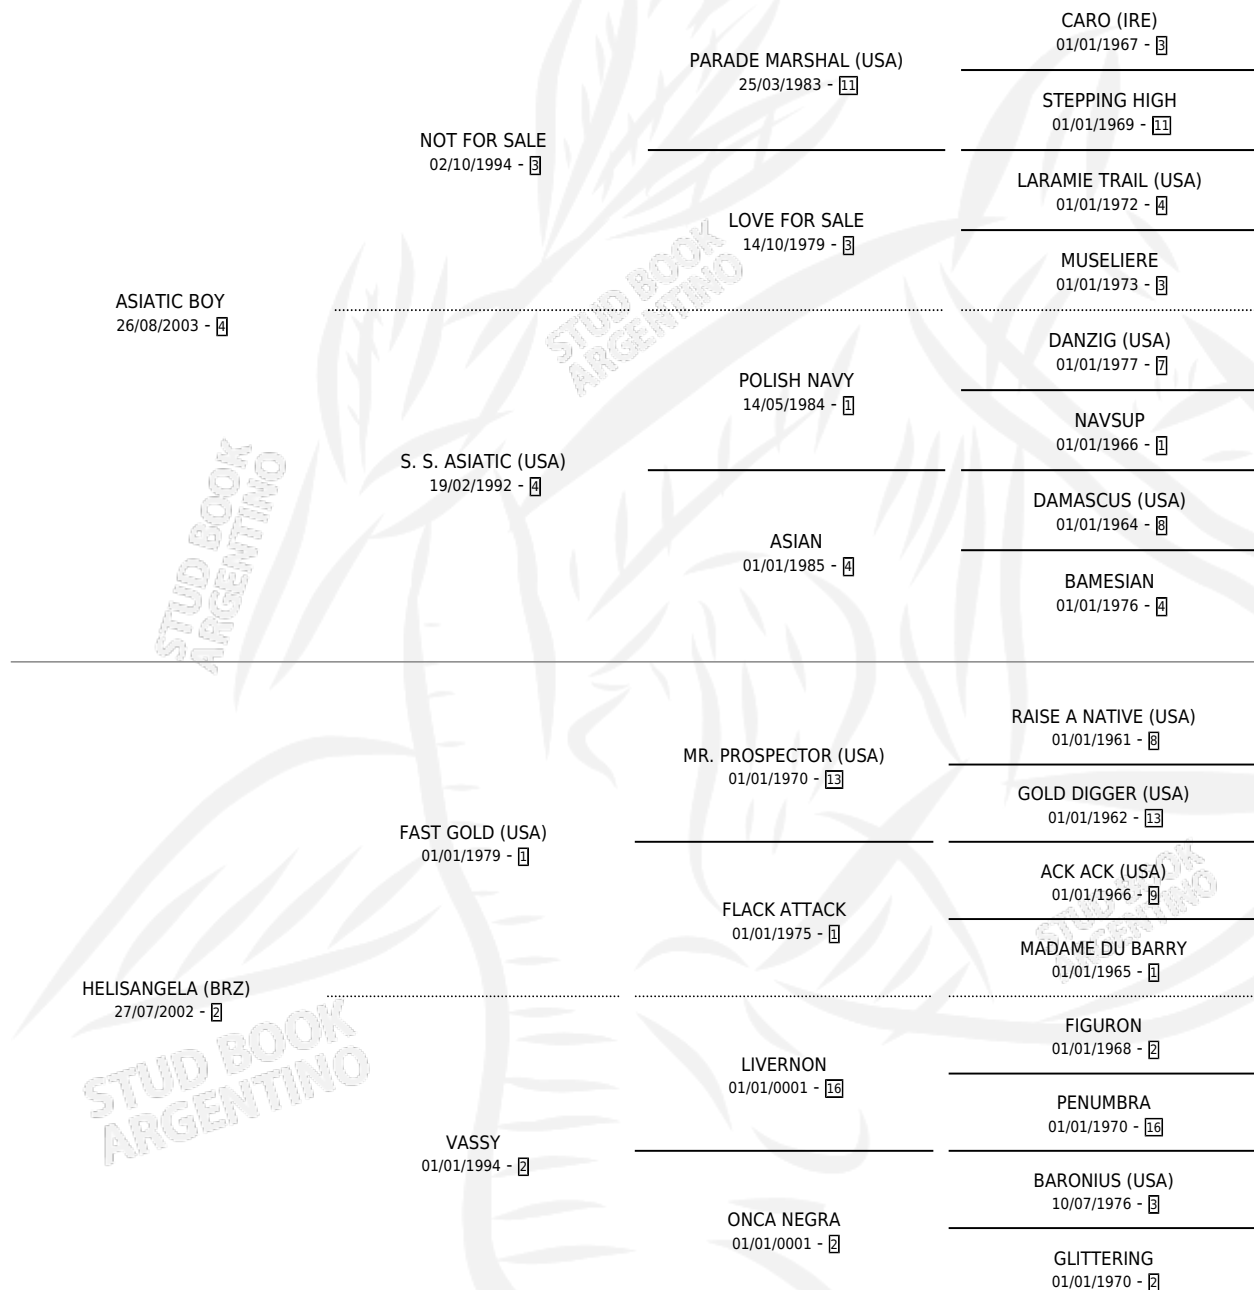 CARO (IRE)
01/01/1967 - 3
PARADE MARSHAL (USA)
25/03/1983 - 11
STEPPING HIGH
01/01/1969 - 11
NOT FOR SALE
02/10/1994 - 3
LARAMIE TRAIL (USA)
01/01/1972 - 4
LOVE FOR SALE
14/10/1979 - 3
MUSELIERE
01/01/1973 - 3
ASIATIC BOY
26/08/2003 - 4
STUD BOOK
ARGENTINO
DANZIG (USA)
01/01/1977 - 7
POLISH NAVY
14/05/1984 - 1
NAVSUP
01/01/1966 - 1
S. S. ASIATIC (USA)
19/02/1992 - 4
DAMASCUS (USA)
01/01/1964 - 8
ASIAN
01/01/1985 - 4
BAMESIAN
01/01/1976 - 4
STUD BOOK
ARGENTINO
RAISE A NATIVE (USA)
01/01/1961 - 8
MR. PROSPECTOR (USA)
01/01/1970 - 13
GOLD DIGGER (USA)
01/01/1962 - 13
FAST GOLD (USA)
01/01/1979 - 1
ACK ACK (USA)
01/01/1966 - 9
FLACK ATTACK
01/01/1975 - 1
MADAME DU BARRY
01/01/1965 - 1
STUD BOOK
ARGENTINO
HELISANGELA (BRZ)
27/07/2002 - 2
FIGURON
01/01/1968 - 2
LIVERNON
01/01/0001 - 16
PENUMBRA
01/01/1970 - 16
STUD BOOK
ARGENTINO
VASSY
01/01/1994 - 2
BARONIUS (USA)
10/07/1976 - 3
ONCA NEGRA
01/01/0001 - 2
GLITTERING
01/01/1970 - 2